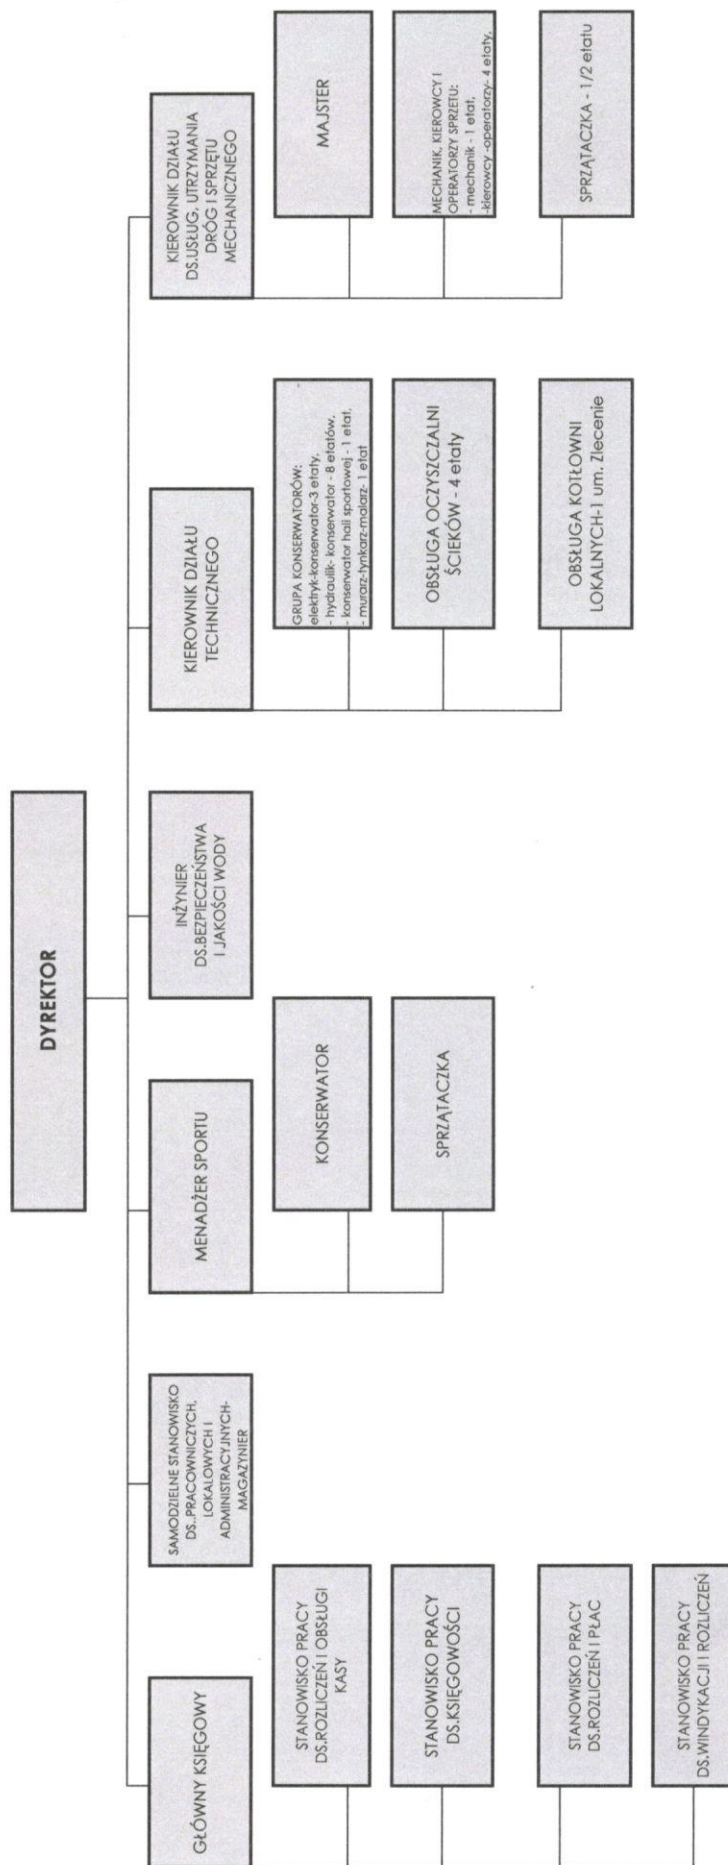 DYREKTOR
GŁÓWNY KSIĘGOWY
STANOWISKO PRACY
DS.ROZLICZEŃ I OBSŁUGI
KASY
STANOWISKO PRACY
DS.KSIĘGOWOŚCI
STANOWISKO PRACY
DS.ROZLICZEŃ I PŁAC
STANOWISKO PRACY
DS.WINDYKACJI I ROZLICZEŃ
SAMODZIELNE STANOWISKO
DS..PRACOWNICZYCH,
LOKALOWYCH I
ADMINISTRACYJNYCH-
MAGAZYNIER
MENADŻER SPORTU
KONSERWATOR
SPRZĄTACZKA
INŻYNIER
DS.BEZPIECZEŃSTWA
I JAKOŚCI WODY
KIEROWNIK DZIAŁU
TECHNICZNEGO
GRUPA KONSERWATORÓW:
elektryk-konserwator-3 etaty,
- hydraulik- konserwator - 8 etatów,
- konserwator hali sportowej - 1 etat,
- murarz-tynkarz-malarz- 1 etat
OBSŁUGA OCZYSZCZALNI
ŚCIEKÓW - 4 etaty
OBSŁUGA KOTŁOWNI
LOKALNYCH-1 um. Zlecenie
KIEROWNIK DZIAŁU
DS.USŁUG, UTRZYMANIA
DRÓG I SPRZĘTU
MECHANICZNEGO
MAJSTER
MECHANIK, KIEROWCY I
OPERATORZY SPRZETU:
- mechanik - 1 etat,
-kierowcy -operatorzy- 4 etaty,
SPRZĄTACZKA - 1/2 etatu